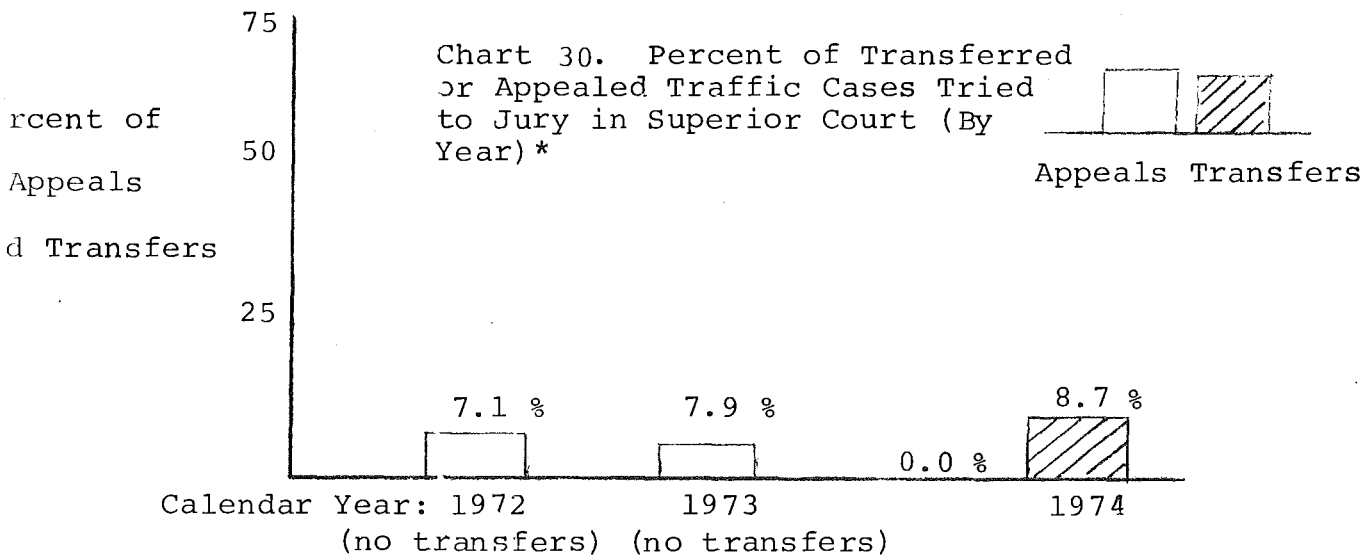 75
Chart 30. Percent of Transferred
or Appealed Traffic Cases Tried
to Jury in Superior Court (By
Year)*
Appeals Transfers
rcent of
50
Appeals
d Transfers
25
7.1 % 7.9 % 0.0 % 8.7 %
Calendar Year: 1972 1973 1974
(no transfers) (no transfers)